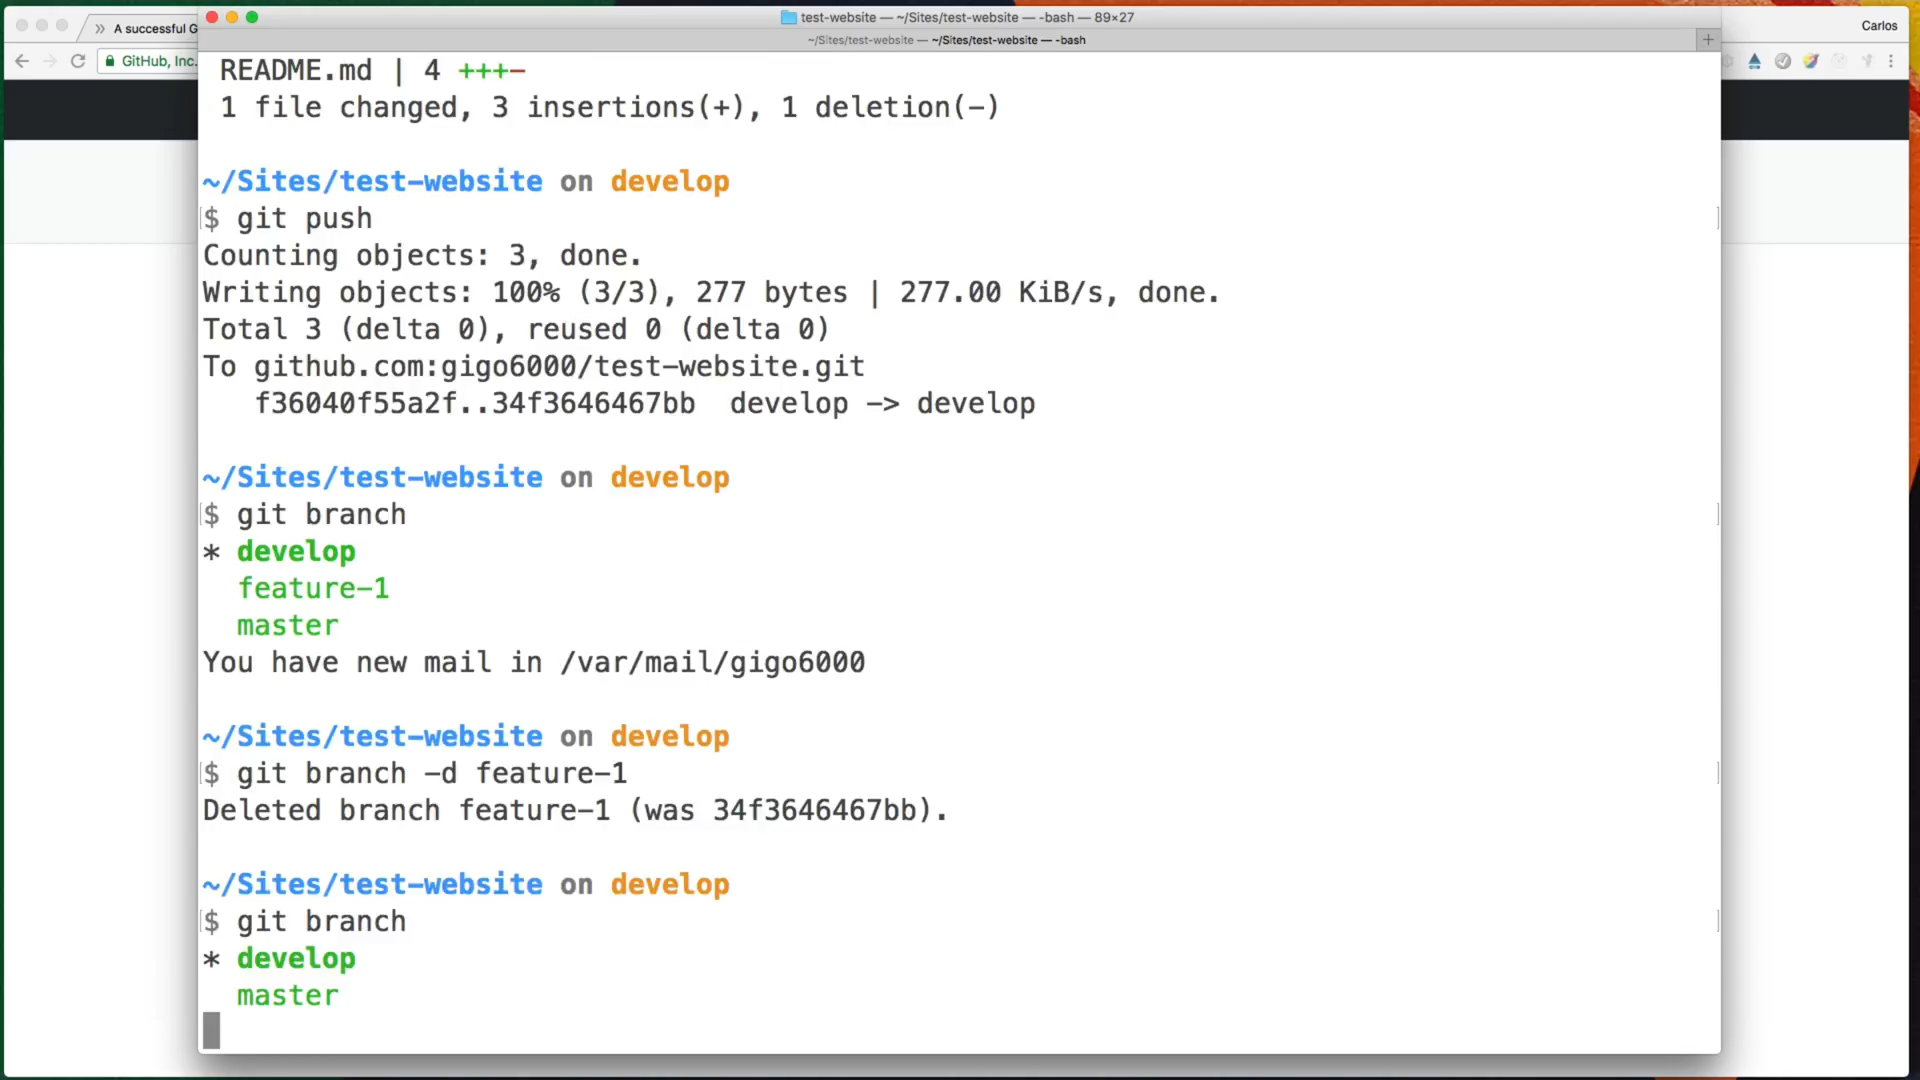 » A successful G
Carlos
GitHub, Inc.
test-website — ~/Sites/test-website — -bash — 89×27
~/Sites/test-website — ~/Sites/test-website — -bash
README.md | 4 +++-
1 file changed, 3 insertions(+), 1 deletion(-)
~/Sites/test-website on develop
$ git push
Counting objects: 3, done.
Writing objects: 100% (3/3), 277 bytes | 277.00 KiB/s, done.
Total 3 (delta 0), reused 0 (delta 0)
To github.com:gigo6000/test-website.git
f36040f55a2f..34f3646467bb develop -> develop
~/Sites/test-website on develop
$ git branch
* develop
feature-1
master
You have new mail in /var/mail/gigo6000
~/Sites/test-website on develop
$ git branch -d feature-1
Deleted branch feature-1 (was 34f3646467bb).
~/Sites/test-website on develop
$ git branch
* develop
master